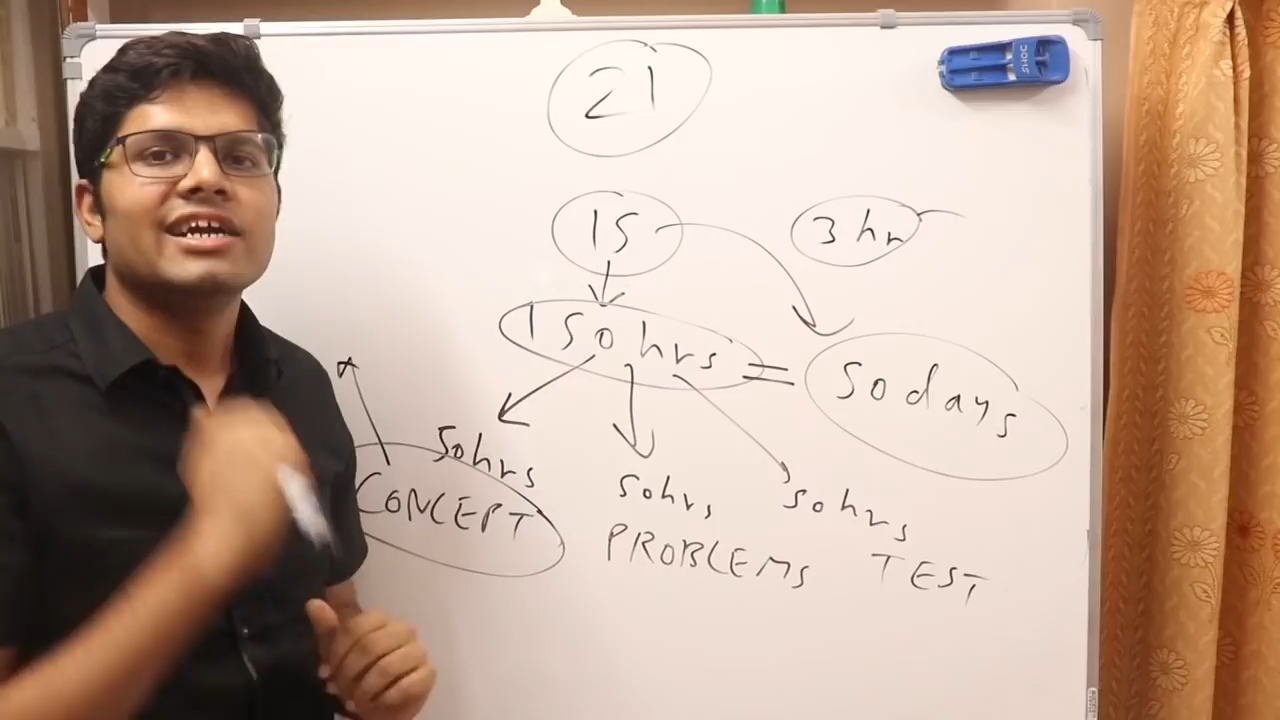 21
15
3 hr
150 hrs = 50 days
50 hrs
CONCEPT
50 hrs
PROBLEMS
50 hrs
TEST